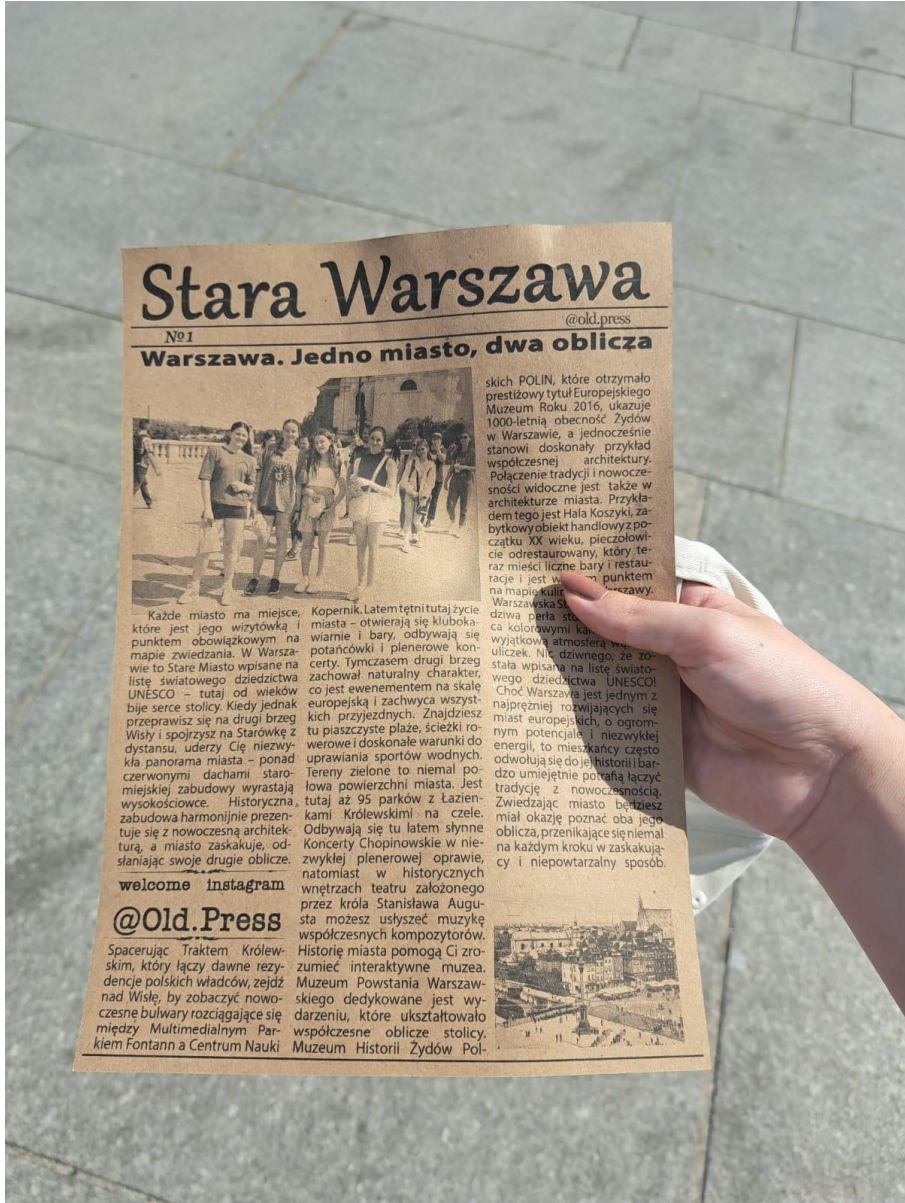 Stara Warszawa
№1
@old.press
Warszawa. Jedno miasto, dwa oblicza
Każde miasto ma miejsce,
które jest jego wizytówką i
punktem obowiązkowym na
mapie zwiedzania. W Warsza-
wie to Stare Miasto wpisane na
listę światowego dziedzictwa
UNESCO – tutaj od wieków
bije serce stolicy. Kiedy jednak
przeprawisz się na drugi brzeg
Wisły i spojrzysz na Starówkę z
dystansu, uderzy Cię niezwy-
kła panorama miasta – ponad
czerwonymi dachami staro-
miejskiej zabudowy wyrastają
wysokościowce. Historyczna
zabudowa harmonijnie prezen-
tuje się z nowoczesną architek-
turą, a miasto zaskakuje, od-
słaniając swoje drugie oblicze.
welcome instagram
@Old.Press
Spacerując Traktem Królew-
skim, który łączy dawne rezy-
dencje polskich władców, zejdź
nad Wisłę, by zobaczyć nowo-
czesne bulwary rozciągające się
między Multimedialnym Par-
kiem Fontann a Centrum Nauki
Kopernik. Latem tętni tutaj życie
miasta – otwierają się kluboka-
wiarnie i bary, odbywają się
potańcówki i plenerowe kon-
certy. Tymczasem drugi brzeg
zachował naturalny charakter,
co jest ewenementem na skalę
europejską i zachwyca wszyst-
kich przyjezdnych. Znajdziesz
tu piaszczyste plaże, ścieżki ro-
werowe i doskonałe warunki do
uprawiania sportów wodnych.
Tereny zielone to niemal po-
łowa powierzchni miasta. Jest
tutaj aż 95 parków z Łazien-
kami Królewskimi na czele.
Odbywają się tu latem słynne
Koncerty Chopinowskie w nie-
zwykłej plenerowej oprawie,
natomiast w historycznych
wnętrzach teatru założonego
przez króla Stanisława Augu-
sta możesz usłyszeć muzykę
współczesnych kompozytorów.
Historię miasta pomogą Ci zro-
zumieć interaktywne muzea.
Muzeum Powstania Warszaw-
skiego dedykowane jest wy-
darzeniu, które ukształtowało
współczesne oblicze stolicy.
Muzeum Historii Żydów Pol-
skich POLIN, które otrzymało
prestiżowy tytuł Europejskiego
Muzeum Roku 2016, ukazuje
1000-letnią obecność Żydów
w Warszawie, a jednocześnie
stanowi doskonały przykład
współczesnej architektury.
Połączenie tradycji i nowocze-
sności widoczne jest także w
architekturze miasta. Przykła-
dem tego jest Hala Koszyki, za-
bytkowy obiekt handlowy z po-
czątku XX wieku, pieczołowi-
cie odrestaurowany, który te-
raz mieści liczne bary i restau-
racje i jest punktem
na mapie
Warszawska
dziwa perła
ca kolorowymi
wyjątkową atmosferą
uliczek. Nic dziwnego, że zo-
stała wpisana na listę świato-
wego dziedzictwa UNESCO!
Choć Warszawa jest jednym z
najprężniej rozwijających się
miast europejskich, o ogrom-
nym potencjale i niezwykłej
energii, to mieszkańcy często
odwołują się do jej historii i bar-
dzo umiejętnie potrafią łączyć
tradycję z nowoczesnością.
Zwiedzając miasto będziesz
miał okazję poznać oba jego
oblicza, przenikające się niemal
na każdym kroku w zaskakują-
cy i niepowtarzalny sposób.